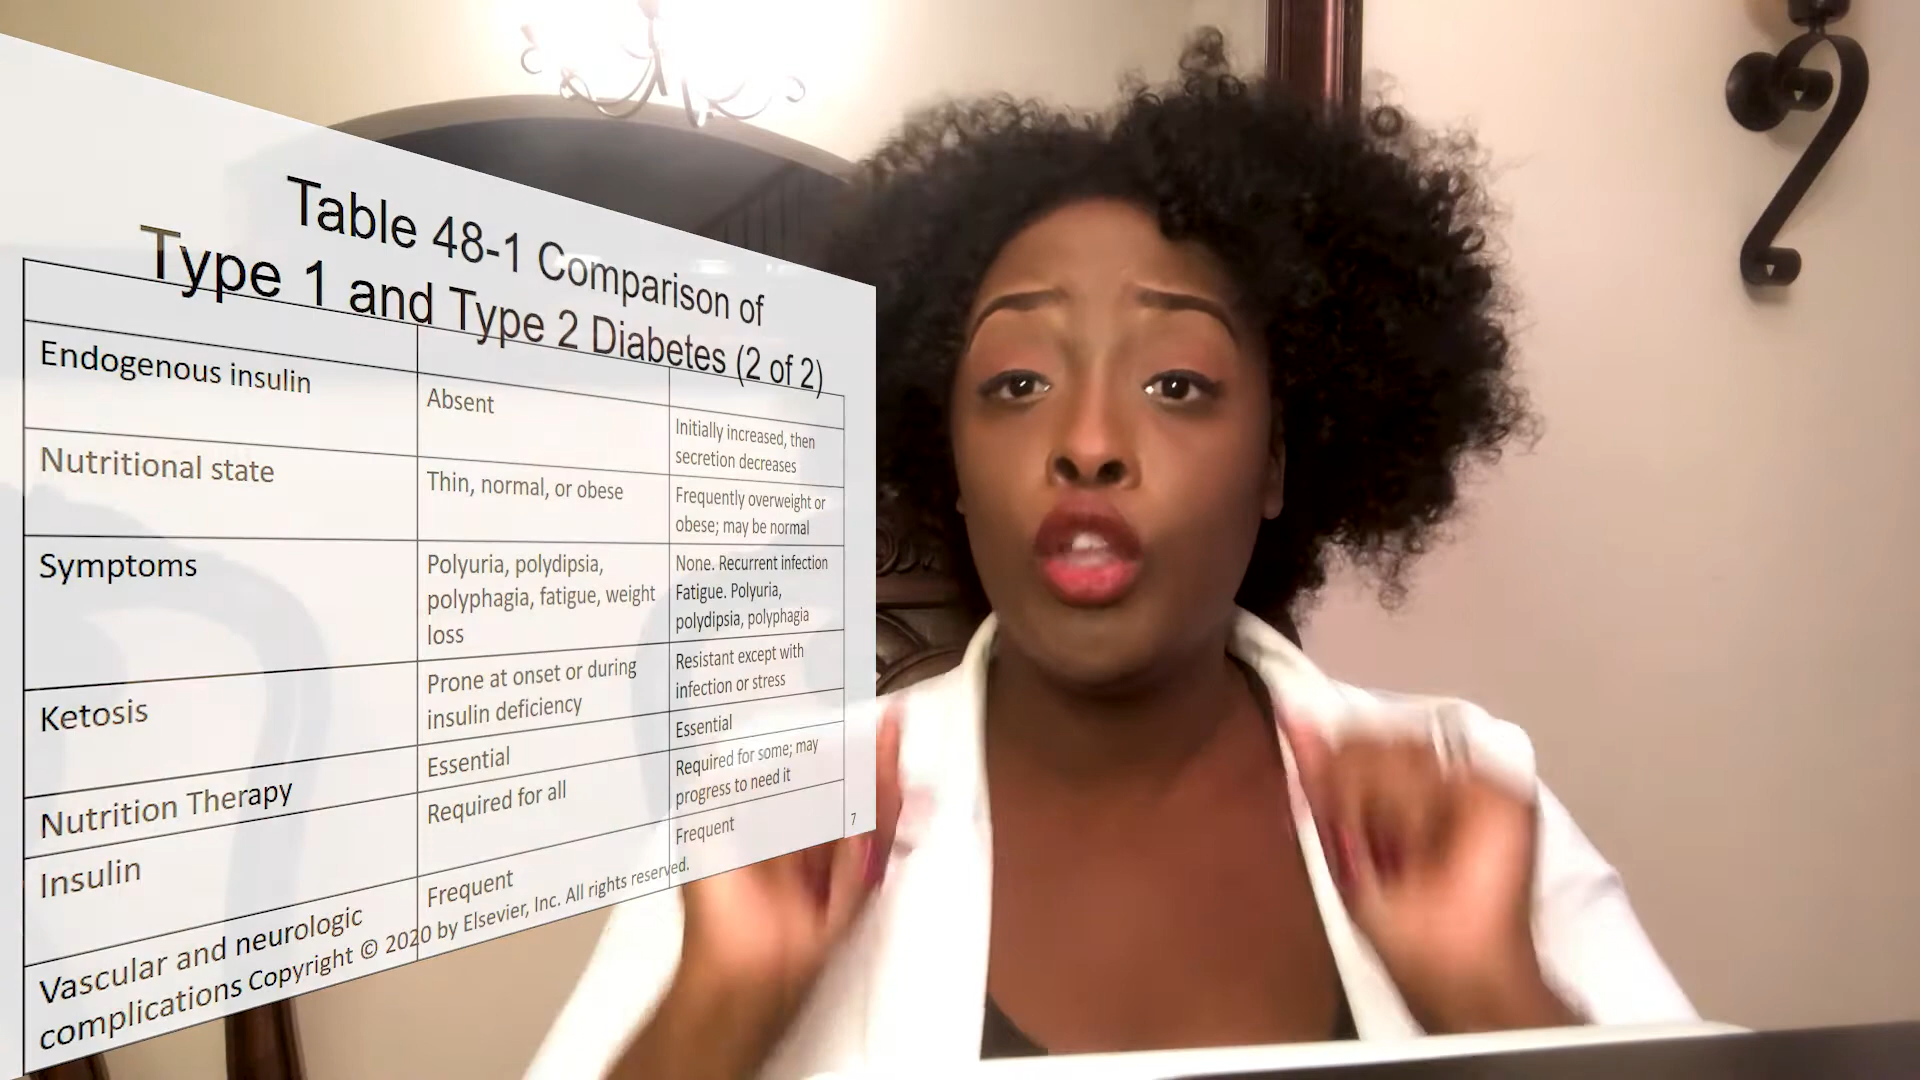 Table 48-1 Comparison of
Type 1 and Type 2 Diabetes (2 of 2)
Endogenous insulin
Absent
Initially increased, then
secretion decreases
Nutritional state
Thin, normal, or obese
Frequently overweight or
obese; may be normal
Symptoms
Polyuria, polydipsia,
polyphagia, fatigue, weight
loss
None. Recurrent infection
Fatigue. Polyuria,
polydipsia, polyphagia
Ketosis
Prone at onset or during
insulin deficiency
Resistant except with
infection or stress
Nutrition Therapy
Essential
Essential
Insulin
Required for all
Required for some; may
progress to need it
Vascular and neurologic
complications
Frequent
Frequent
Copyright © 2020 by Elsevier, Inc. All rights reserved.
7